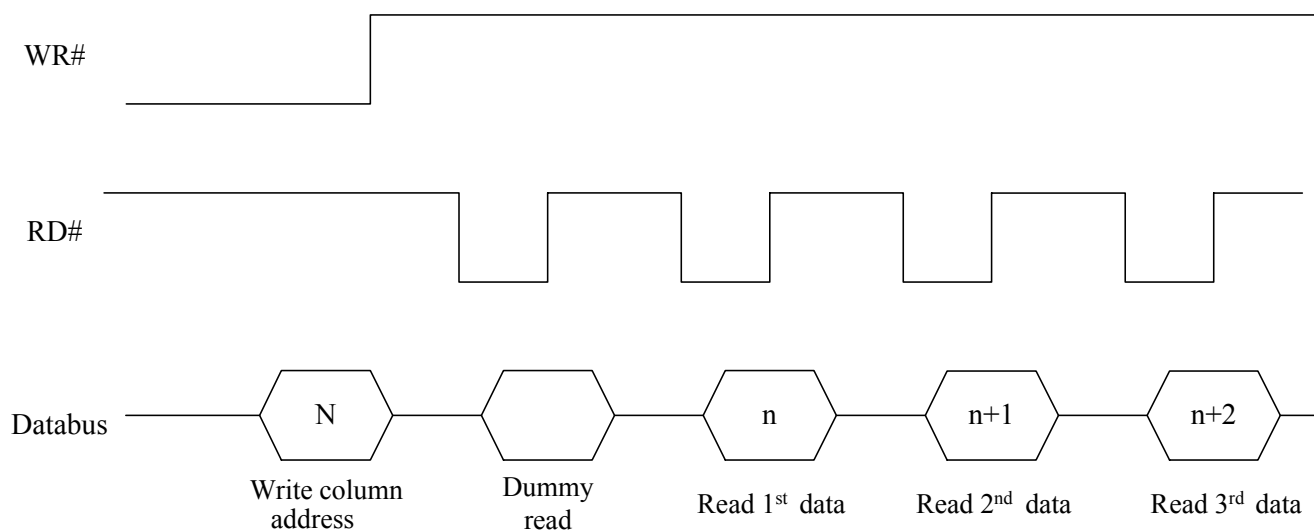 WR#
RD#
Databus
N
n
n+1
n+2
Write column
address
Dummy
read
Read 1st data
Read 2nd data
Read 3rd data